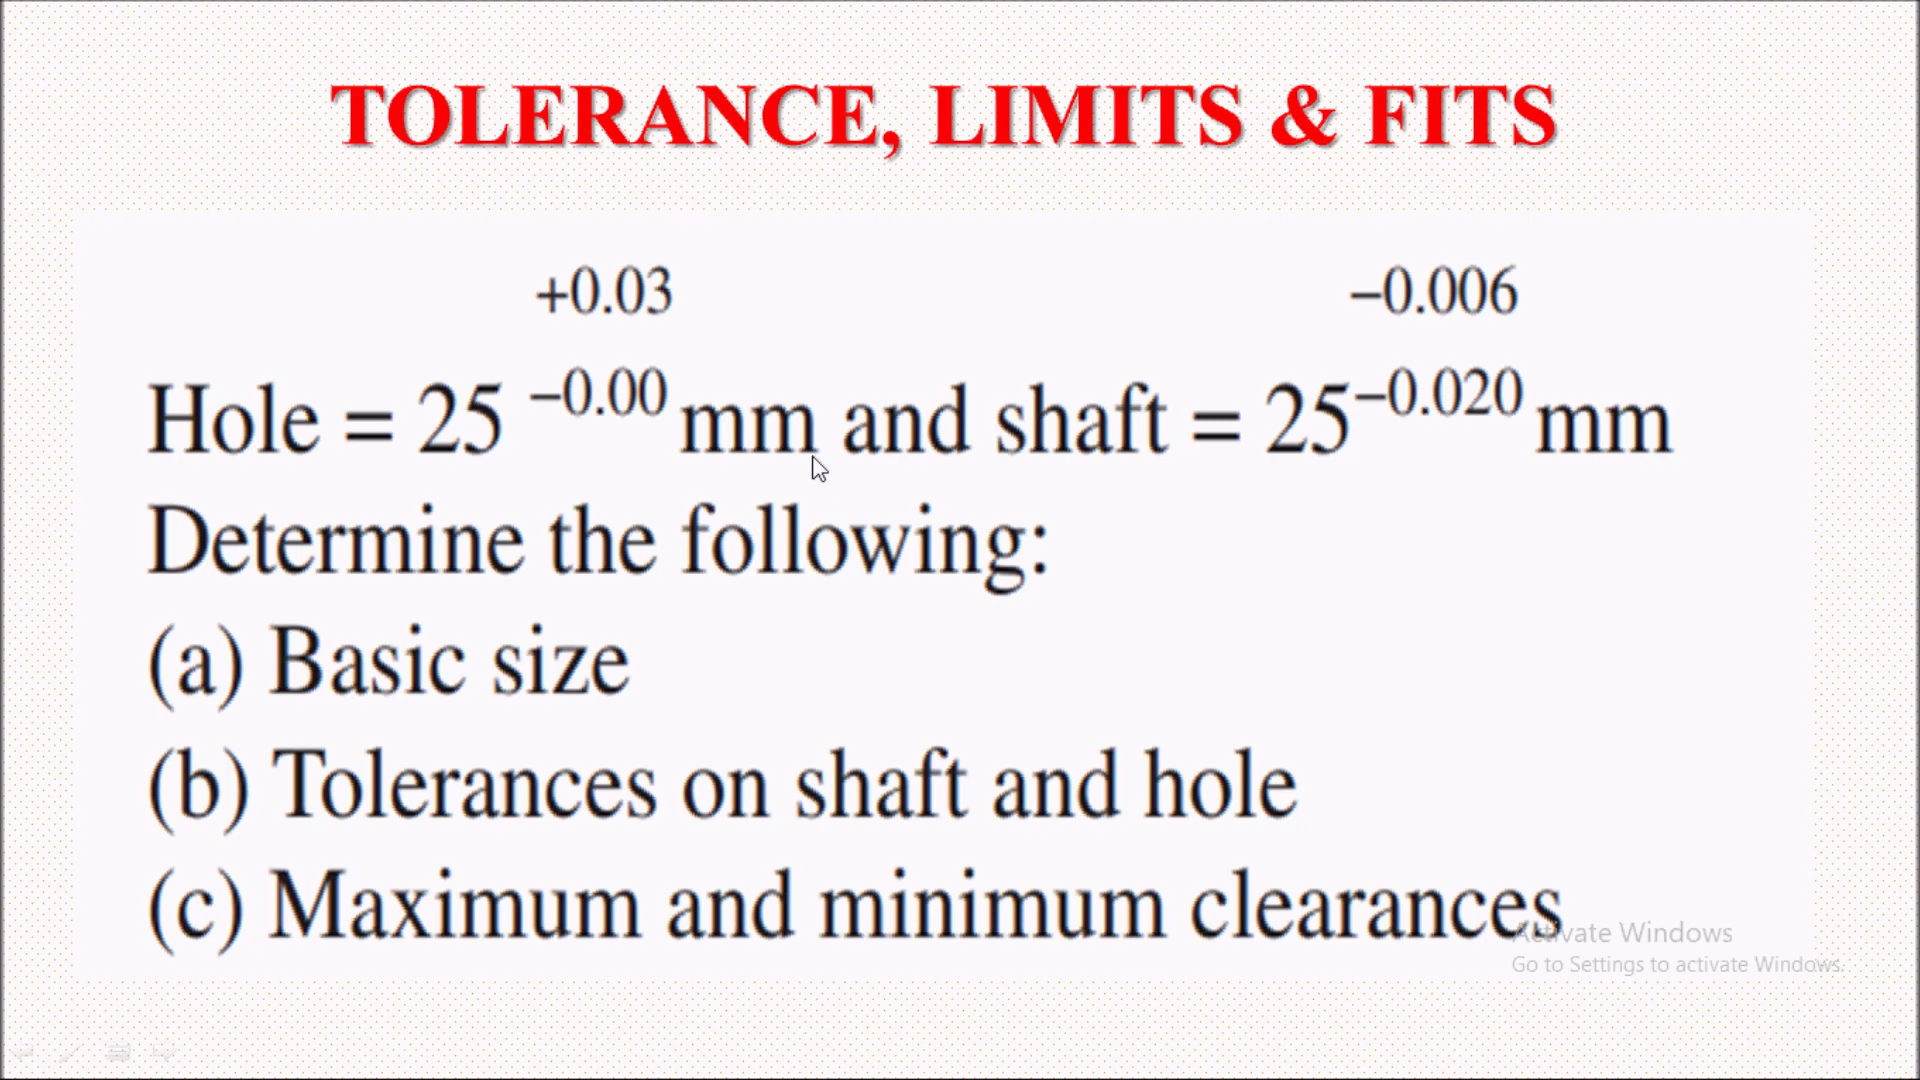 TOLERANCE, LIMITS & FITS
+0.03 –0.006
Hole = 25 –0.00 mm and shaft = 25–0.020 mm
Determine the following:
(a) Basic size
(b) Tolerances on shaft and hole
(c) Maximum and minimum clearances
Activate Windows
Go to Settings to activate Windows.